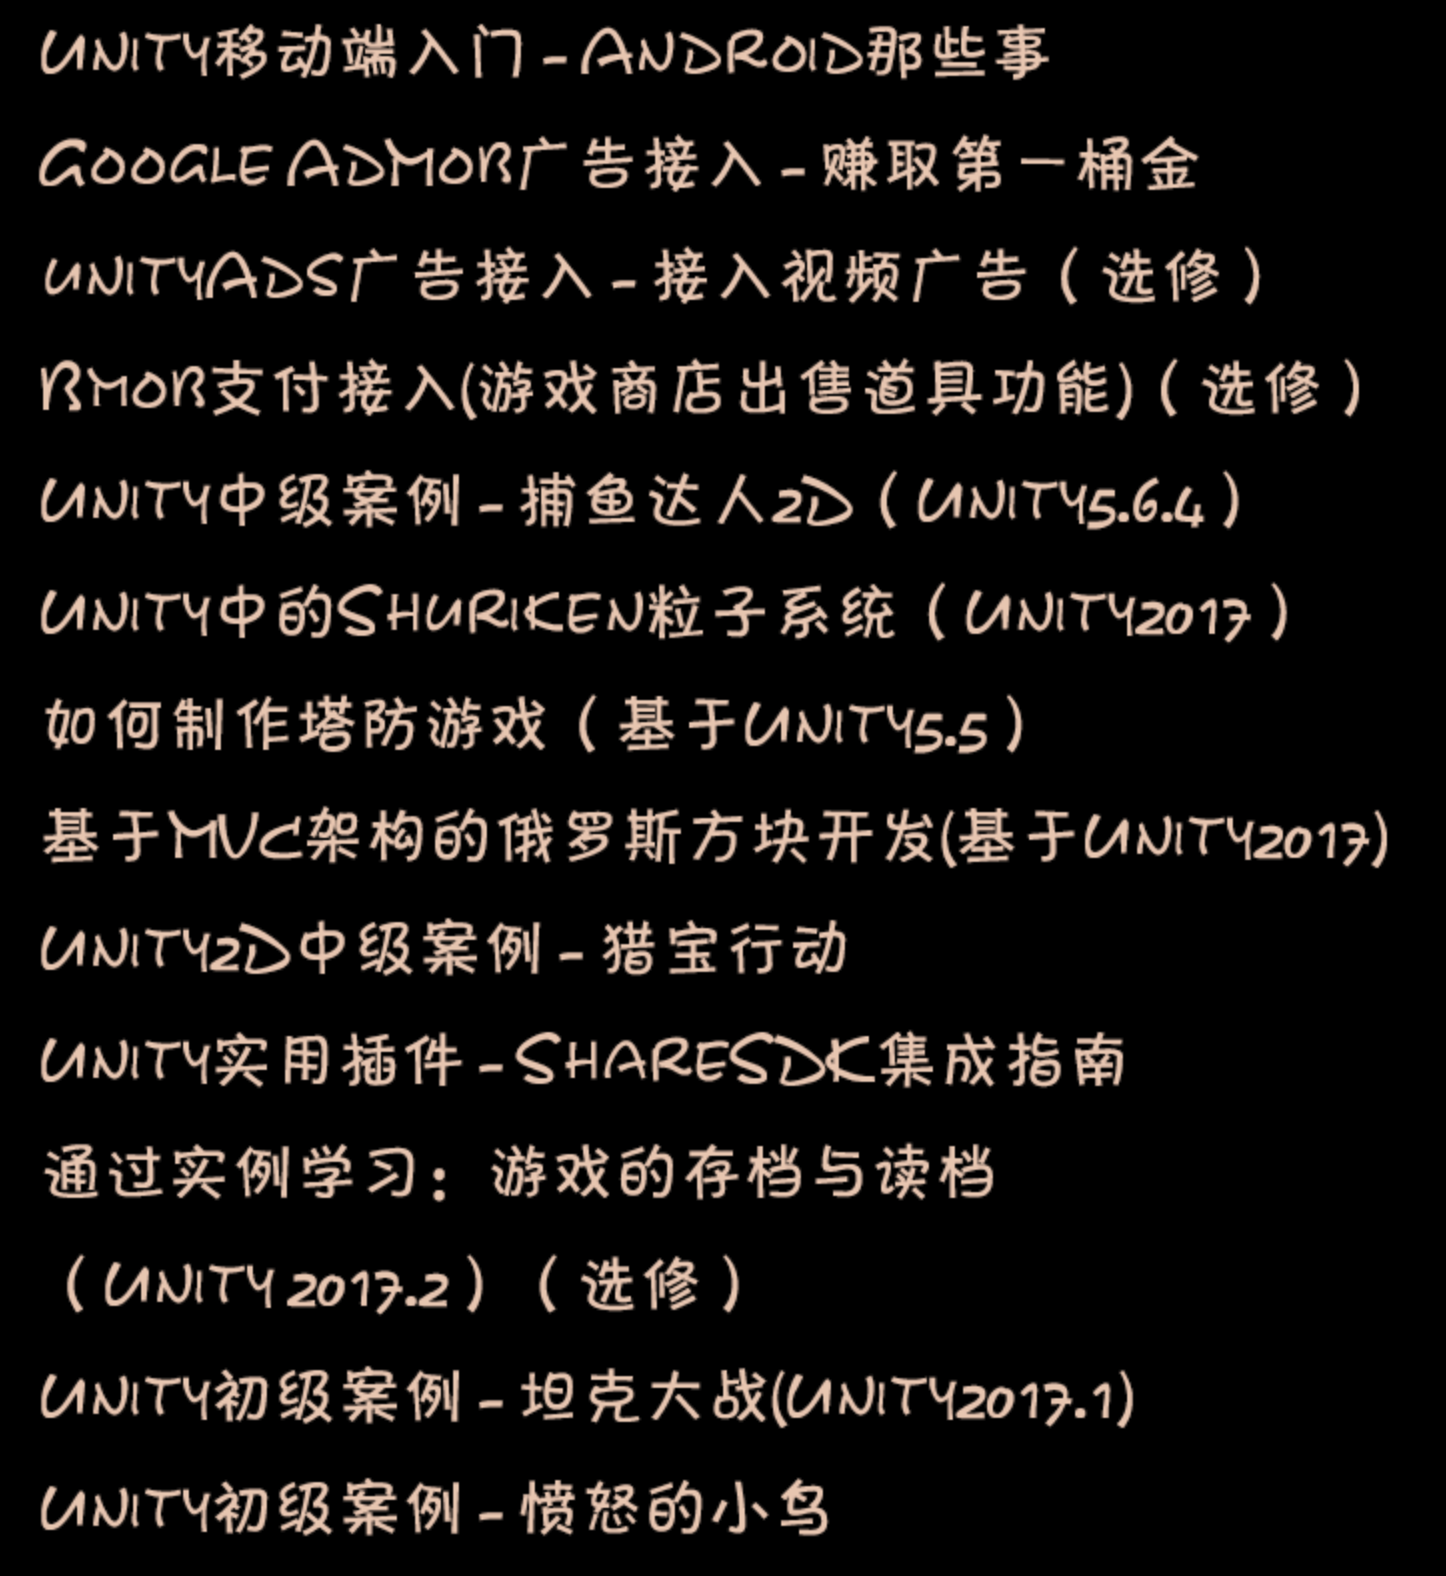 UNITY移动端入门-ANDROID那些事
GOOGLE ADMOB广告接入-赚取第一桶金
UNITYADS广告接入-接入视频广告（选修）
BMOB支付接入(游戏商店出售道具功能)（选修）
UNITY中级案例-捕鱼达人2D（UNITY5.6.4）
UNITY中的SHURIKEN粒子系统（UNITY2017）
如何制作塔防游戏（基于UNITY5.5）
基于MVC架构的俄罗斯方块开发(基于UNITY2017)
UNITY2D中级案例-猎宝行动
UNITY实用插件-SHARESDK集成指南
通过实例学习：游戏的存档与读档
（UNITY 2017.2）（选修）
UNITY初级案例-坦克大战(UNITY2017.1)
UNITY初级案例-愤怒的小鸟